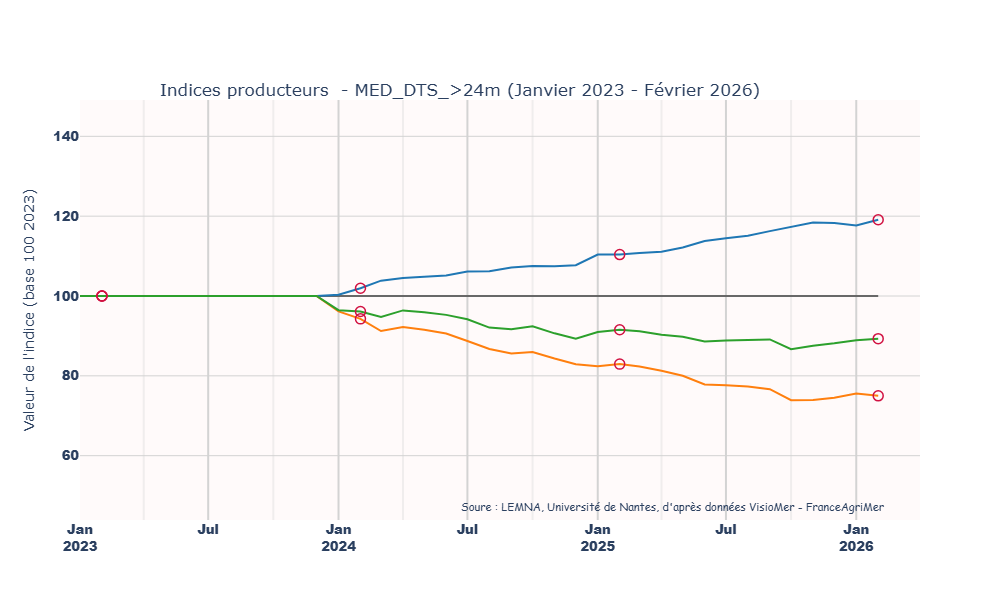 Indices producteurs - MED_DTS_>24m (Janvier 2023 - Février 2026)
Valeur de l'indice (base 100 2023)
140
120
100
80
60
Soure : LEMNA, Université de Nantes, d'après données VisioMer - FranceAgriMer
Jan Jul Jan Jul Jan Jul Jan
2023 2024 2025 2026